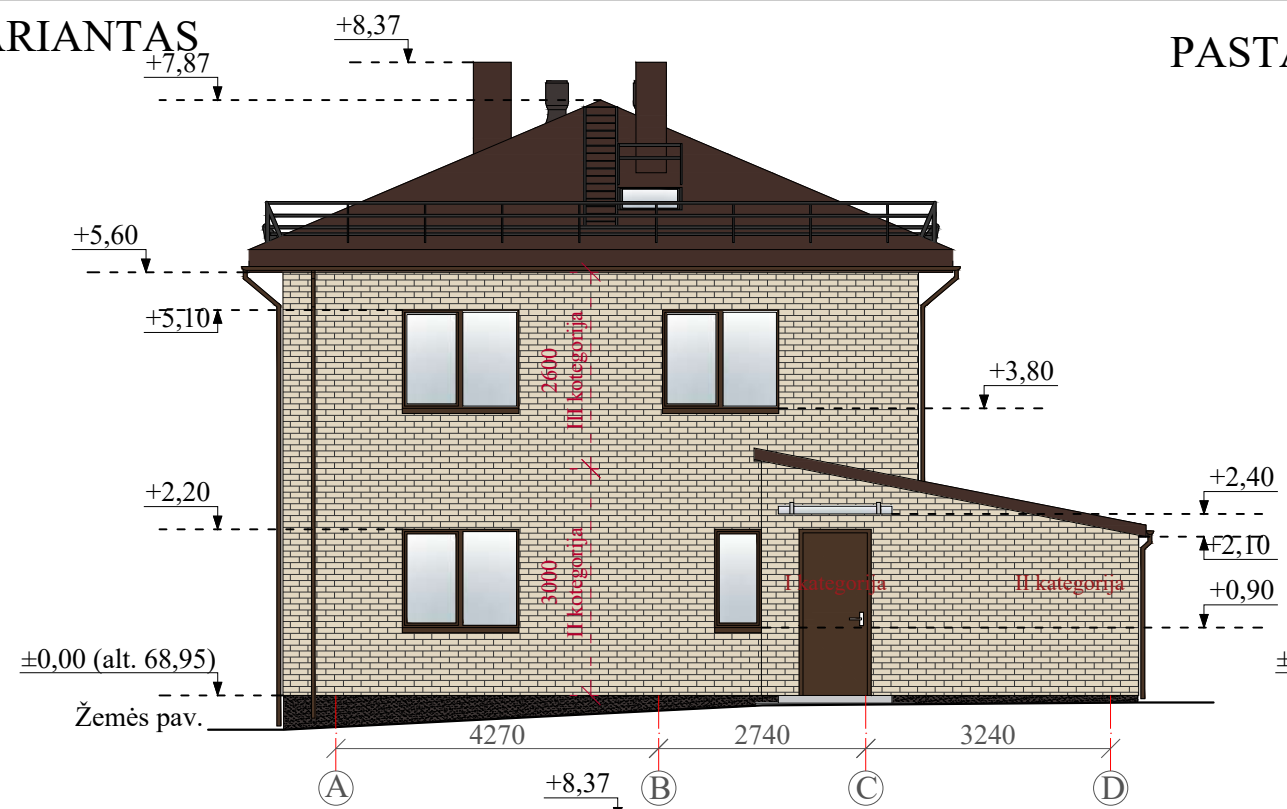 ARIANTAS
PASTA
+8,37
+7,87
+5,60
+5,10
2600
III kotegorija
+3,80
+2,20
+2,40
+2,10
3000
II kotegorija
I kategorija
II kategorija
+0,90
±0,00 (alt. 68,95)
±
Žemės pav.
4270
2740
3240
A
B
C
D
+8,37